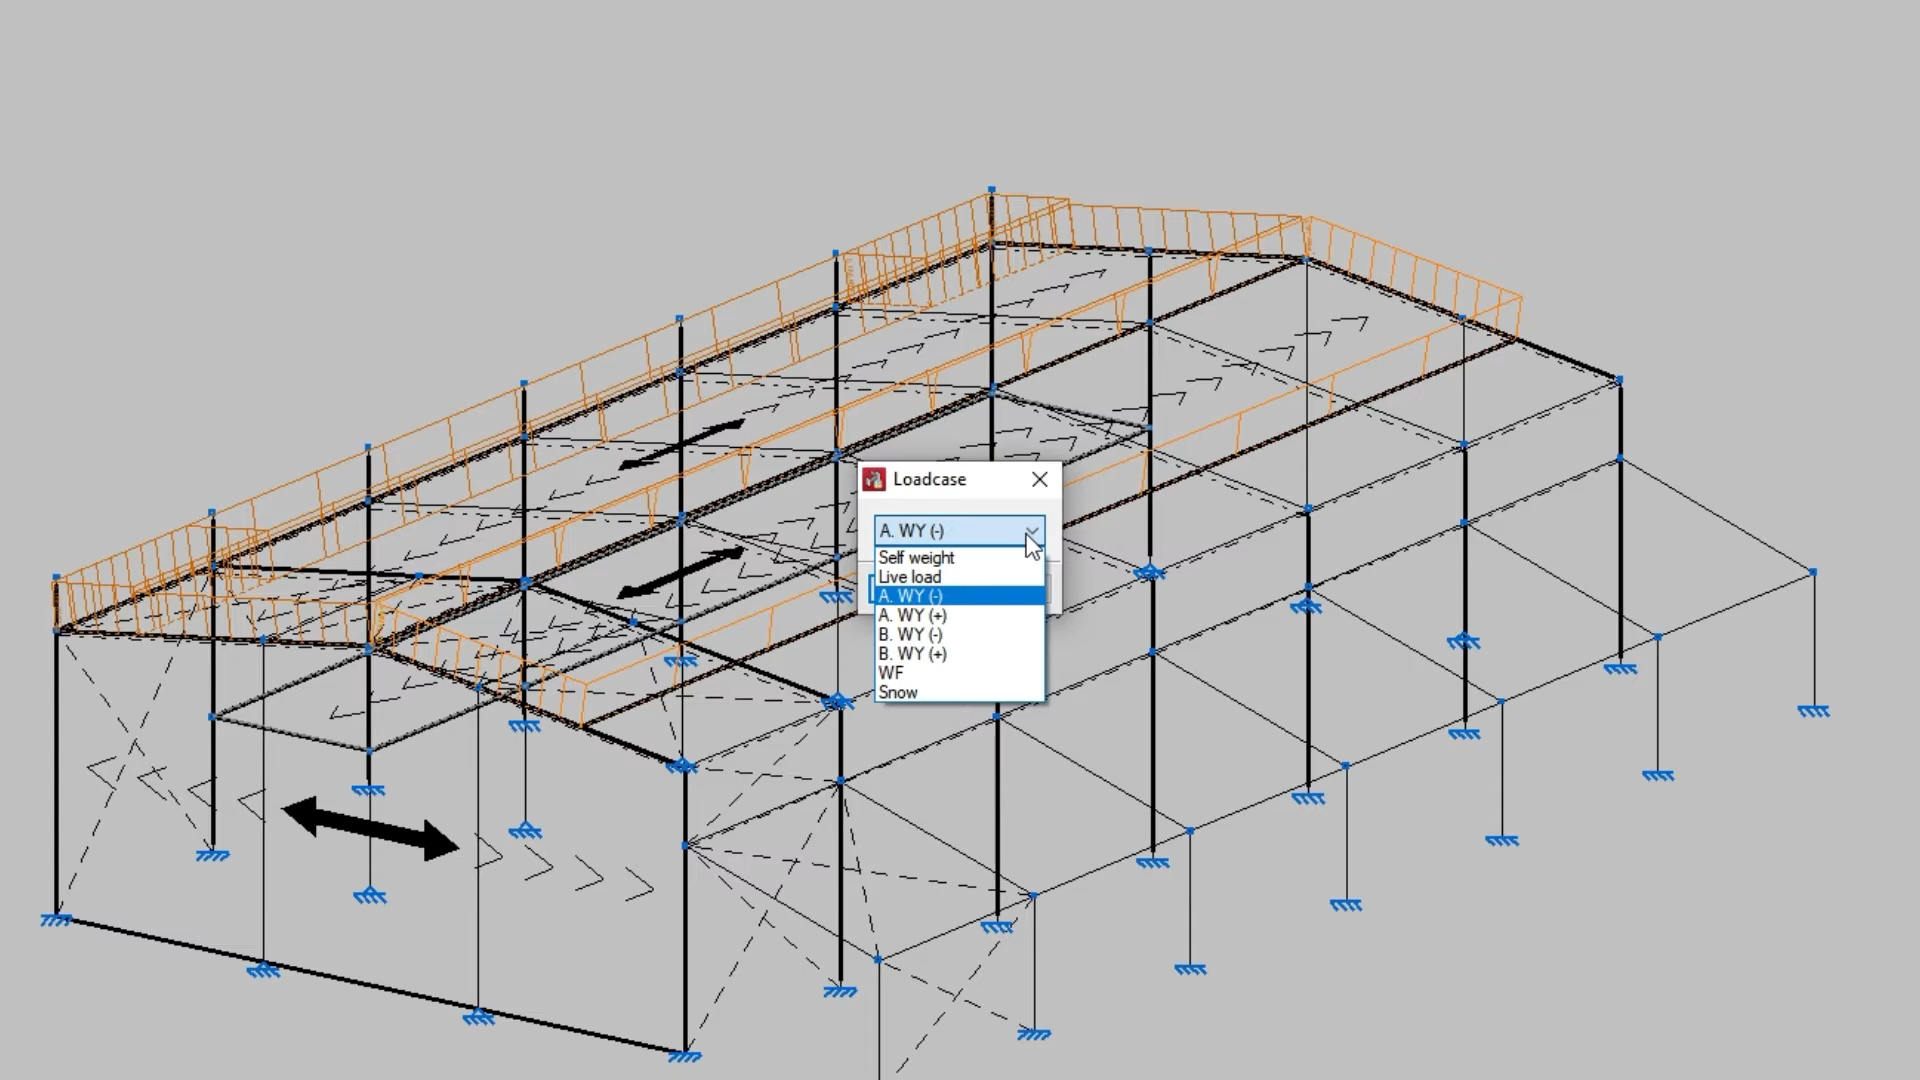 Loadcase
A. WY (-)
Self weight
Live load
A. WY (-)
A. WY (+)
B. WY (-)
B. WY (+)
WF
Snow